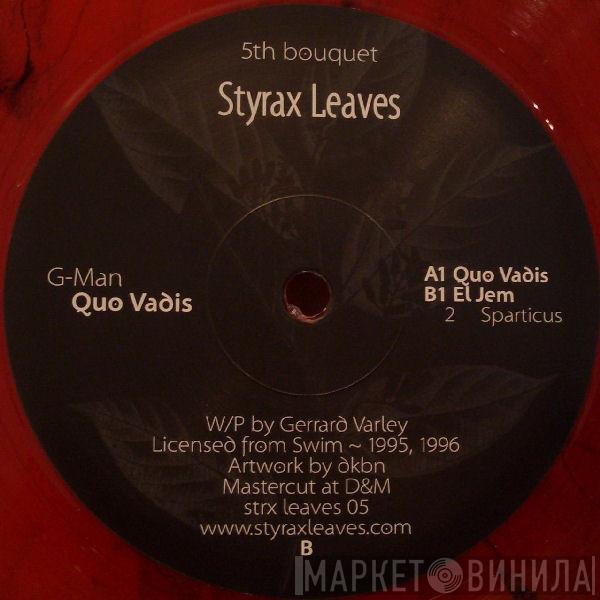 5th bouquet
Styrax Leaves
G-Man
Quo Vadis
A1 Quo Vadis
B1 El Jem
2 Sparticus
W/P by Gerrard Varley
Licensed from Swim ~ 1995, 1996
Artwork by dkbn
Mastercut at D&M
strx leaves 05
www.styraxleaves.com
B
МАРКЕТ ВИНИЛА